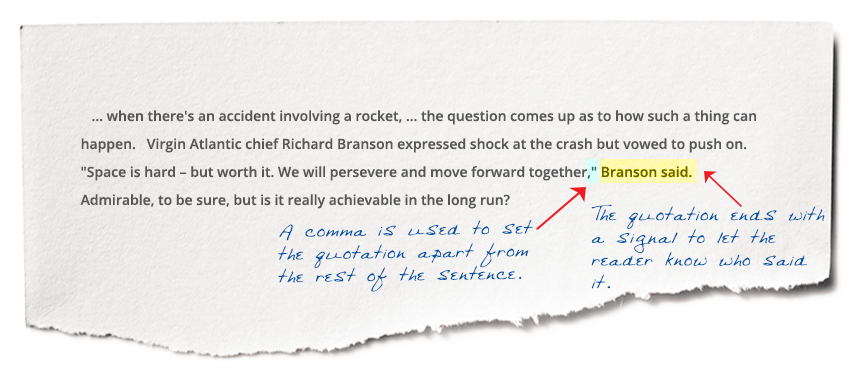 ... when there's an accident involving a rocket, ... the question comes up as to how such a thing can
happen. Virgin Atlantic chief Richard Branson expressed shock at the crash but vowed to push on.
"Space is hard – but worth it. We will persevere and move forward together," Branson said.
Admirable, to be sure, but is it really achievable in the long run?
A comma is used to set
the quotation apart from
the rest of the sentence.
The quotation ends with
a signal to let the
reader know who said
it.